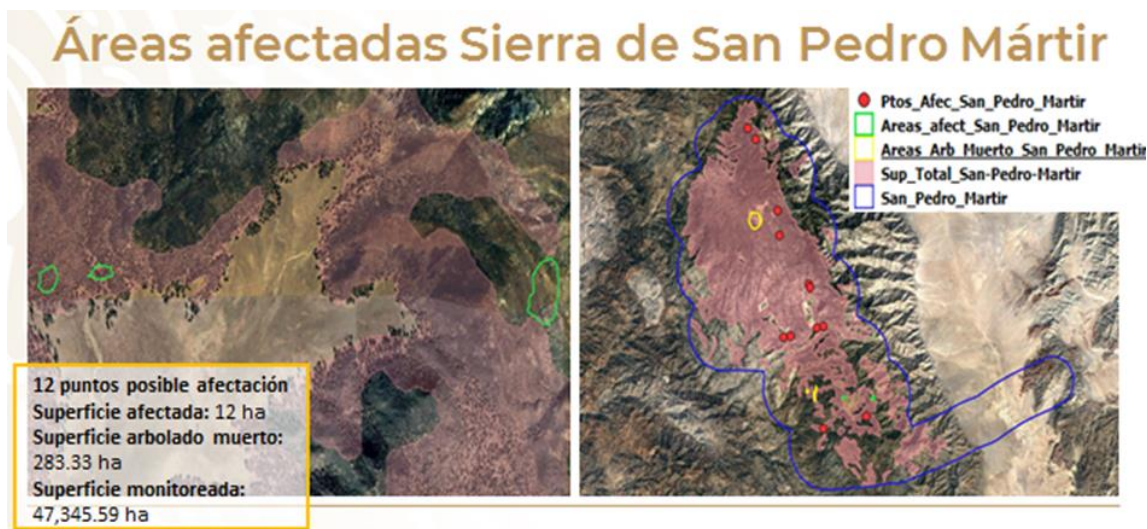 Áreas afectadas Sierra de San Pedro Mártir
Ptos_Afec_San_Pedro_Martir
Areas_afect_San_Pedro_Martir
Areas_Arb_Muerto_San_Pedro_Martir
Sup_Total_San-Pedro-Martir
San_Pedro_Martir
12 puntos posible afectación
Superficie afectada: 12 ha
Superficie arbolado muerto:
283.33 ha
Superficie monitoreada:
47,345.59 ha